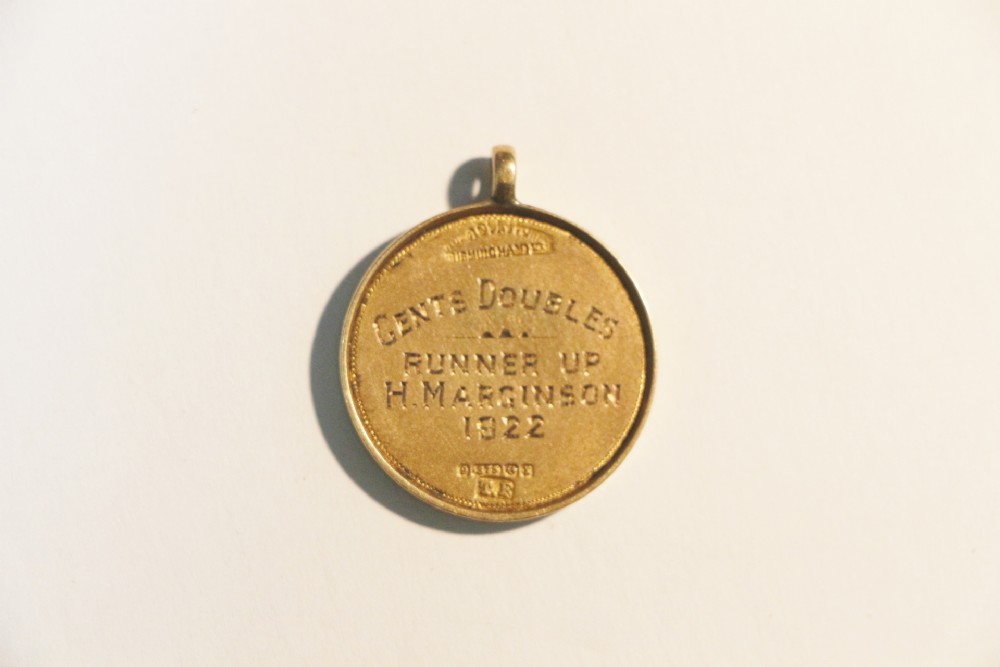 GENTS DOUBLES
RUNNER UP
H. MARGINSON
1922